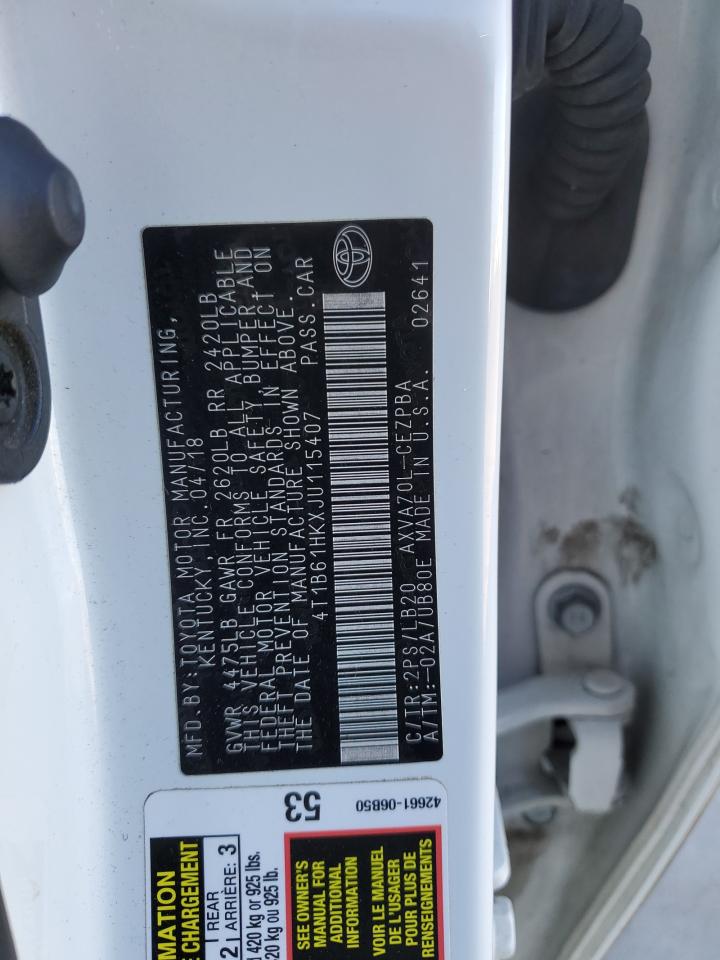 MFD.BY:TOYOTA MOTOR MANUFACTURING,
KENTUCKY INC. 04/18
GVWR 4475LB GAWR FR 2620LB RR 2420LB
THIS VEHICLE CONFORMS TO ALL APPLICABLE
FEDERAL MOTOR VEHICLE SAFETY, BUMPER, AND
THEFT PREVENTION STANDARDS IN EFFECT ON
THE DATE OF MANUFACTURE SHOWN ABOVE.
4T1B61HKXJU115407 PASS.CAR
C/TR:2PS/LB20 AXVA70L-CEZPBA 02641
A/TM:-02A/UB80E MADE IN U.S.A.
53
42661-06B50
MATION
CHARGEMENT
2 REAR 3
ARRIÈRE:
420 kg or 925 lbs.
420 kg ou 925 lb.
SEE OWNER'S
MANUAL FOR
ADDITIONAL
INFORMATION
VOIR LE MANUEL
DE L'USAGER
POUR PLUS DE
RENSEIGNEMENTS